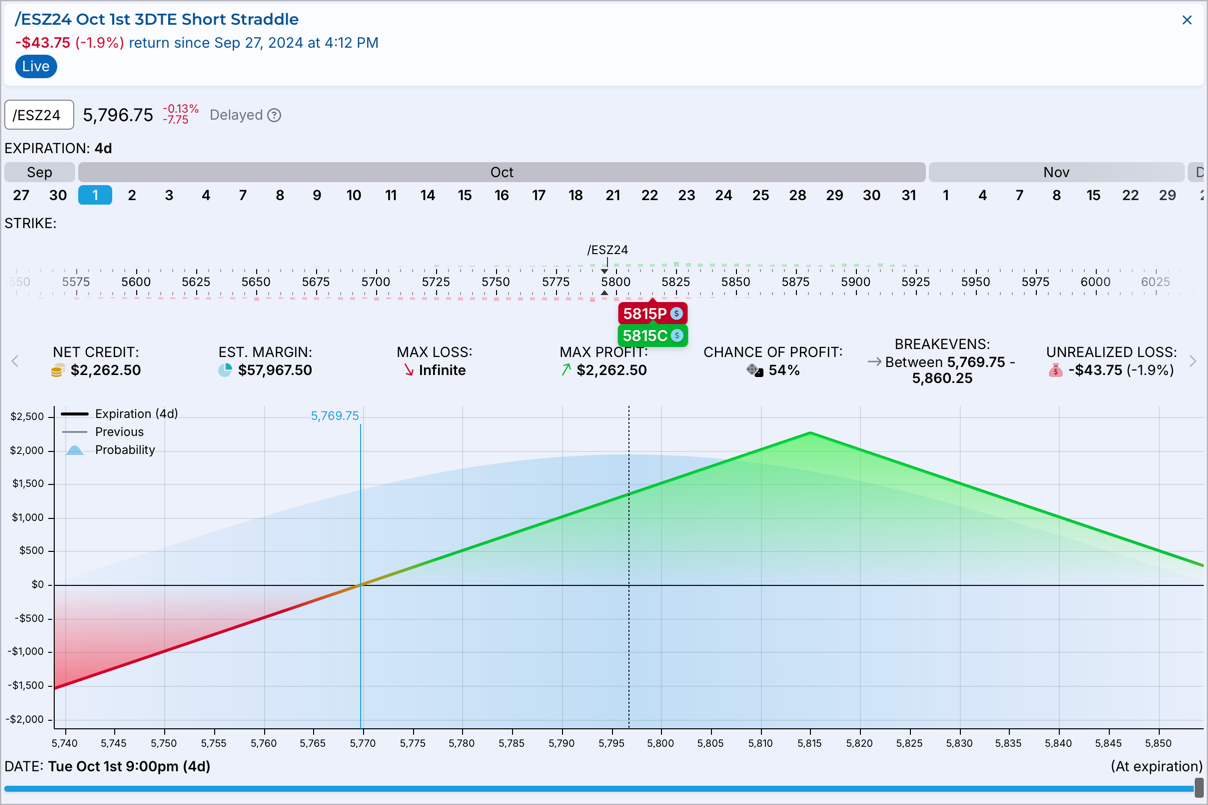 /ESZ24 Oct 1st 3DTE Short Straddle
-$43.75 (-1.9%) return since Sep 27, 2024 at 4:12 PM
Live
/ESZ24 5,796.75 -0.13% -7.75 Delayed ?
EXPIRATION: 4d
Sep Oct Nov D
27 30 1 2 3 4 7 8 9 10 11 14 15 16 17 18 21 22 23 24 25 28 29 30 31 1 4 7 8 15 22 29
STRIKE:
/ESZ24
5575 5600 5625 5650 5675 5700 5725 5750 5775 5800 5825 5850 5875 5900 5925 5950 5975 6000 6025
5815P $
5815C $
NET CREDIT: EST. MARGIN: MAX LOSS: MAX PROFIT: CHANCE OF PROFIT: BREAKEVENS: UNREALIZED LOSS:
$2,262.50 $57,967.50 Infinite $2,262.50 54% Between 5,769.75 - -$43.75 (-1.9%)
5,860.25
$2,500 Expiration (4d) 5,769.75
Previous
$2,000 Probability
$1,500
$1,000
$500
$0
-$500
-$1,000
-$1,500
-$2,000
5,740 5,745 5,750 5,755 5,760 5,765 5,770 5,775 5,780 5,785 5,790 5,795 5,800 5,805 5,810 5,815 5,820 5,825 5,830 5,835 5,840 5,845 5,850
DATE: Tue Oct 1st 9:00pm (4d) (At expiration)